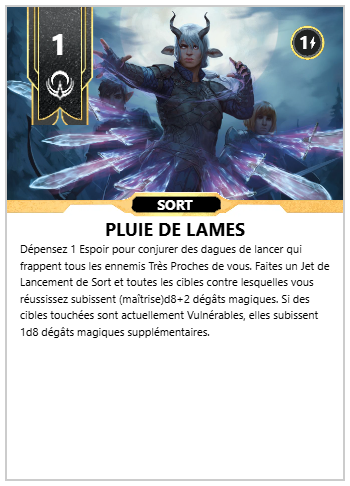 1
1
SORT
PLUIE DE LAMES
Dépensez 1 Espoir pour conjurer des dagues de lancer qui
frappent tous les ennemis Très Proches de vous. Faites un Jet de
Lancement de Sort et toutes les cibles contre lesquelles vous
réussissez subissent (maîtrise)d8+2 dégâts magiques. Si des
cibles touchées sont actuellement Vulnérables, elles subissent
1d8 dégâts magiques supplémentaires.